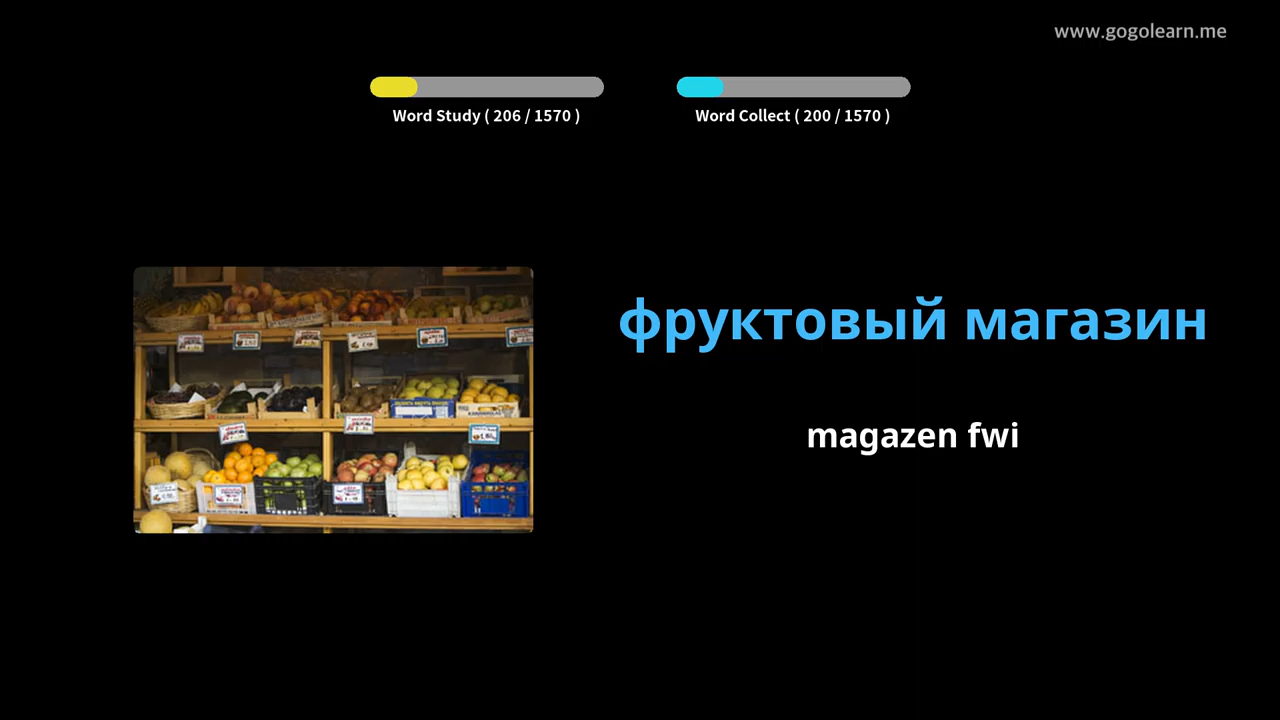 www.gogolearn.me
Word Study ( 206 / 1570 )
Word Collect ( 200 / 1570 )
фруктовый магазин
magazen fwi